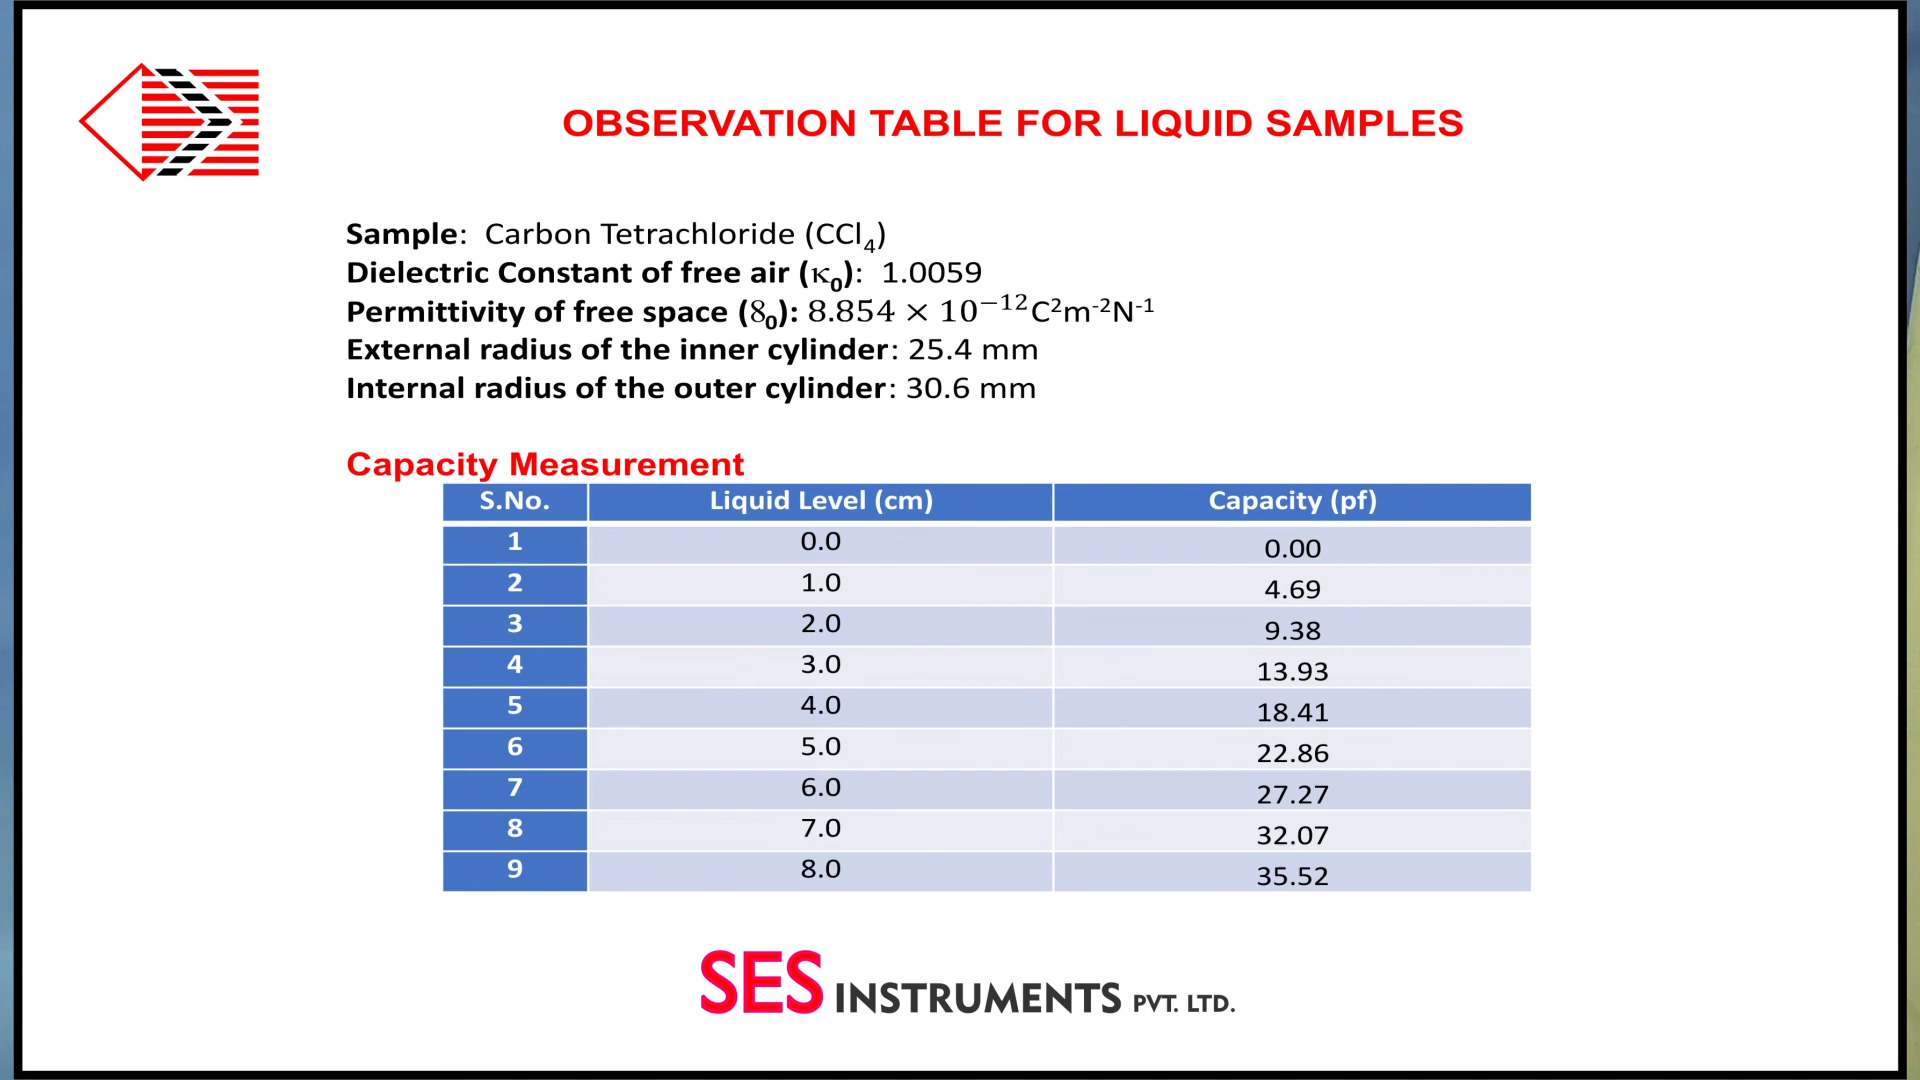 OBSERVATION TABLE FOR LIQUID SAMPLES
Sample: Carbon Tetrachloride (CCl₄)
Dielectric Constant of free air (κ₀): 1.0059
Permittivity of free space (8₀): 8.854 × 10⁻¹²C²m⁻²N⁻¹
External radius of the inner cylinder: 25.4 mm
Internal radius of the outer cylinder: 30.6 mm
Capacity Measurement
S.No. Liquid Level (cm) Capacity (pf)
1 0.0 0.00
2 1.0 4.69
3 2.0 9.38
4 3.0 13.93
5 4.0 18.41
6 5.0 22.86
7 6.0 27.27
8 7.0 32.07
9 8.0 35.52
SES INSTRUMENTS PVT. LTD.